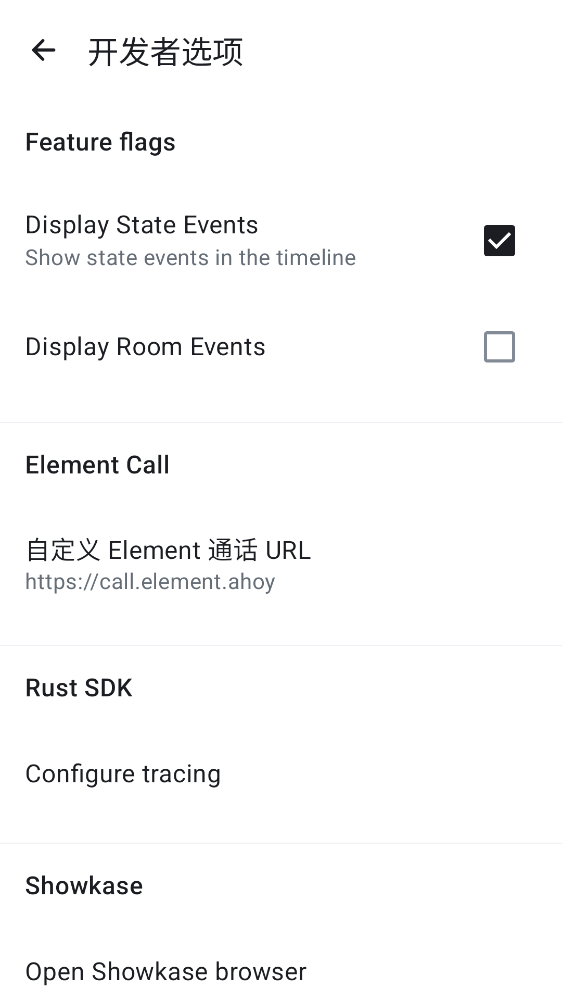 开发者选项
Feature flags
Display State Events
Show state events in the timeline
Display Room Events
Element Call
自定义 Element 通话 URL
https://call.element.ahoy
Rust SDK
Configure tracing
Showkase
Open Showkase browser